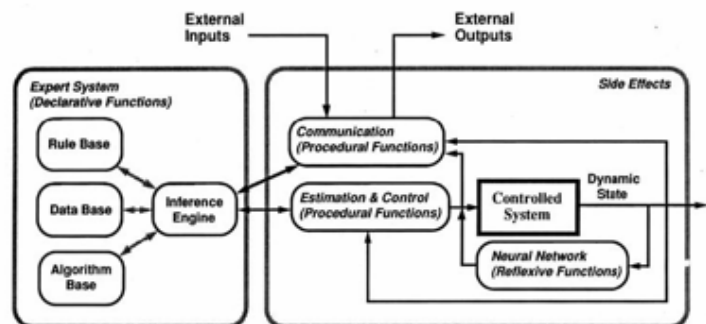 External
Inputs
External
Outputs
Expert System
(Declarative Functions)
Side Effects
Rule Base
Communication
(Procedural Functions)
Data Base
Inference
Engine
Estimation & Control
(Procedural Functions)
Controlled
System
Dynamic
State
Algorithm
Base
Neural Network
(Reflexive Functions)